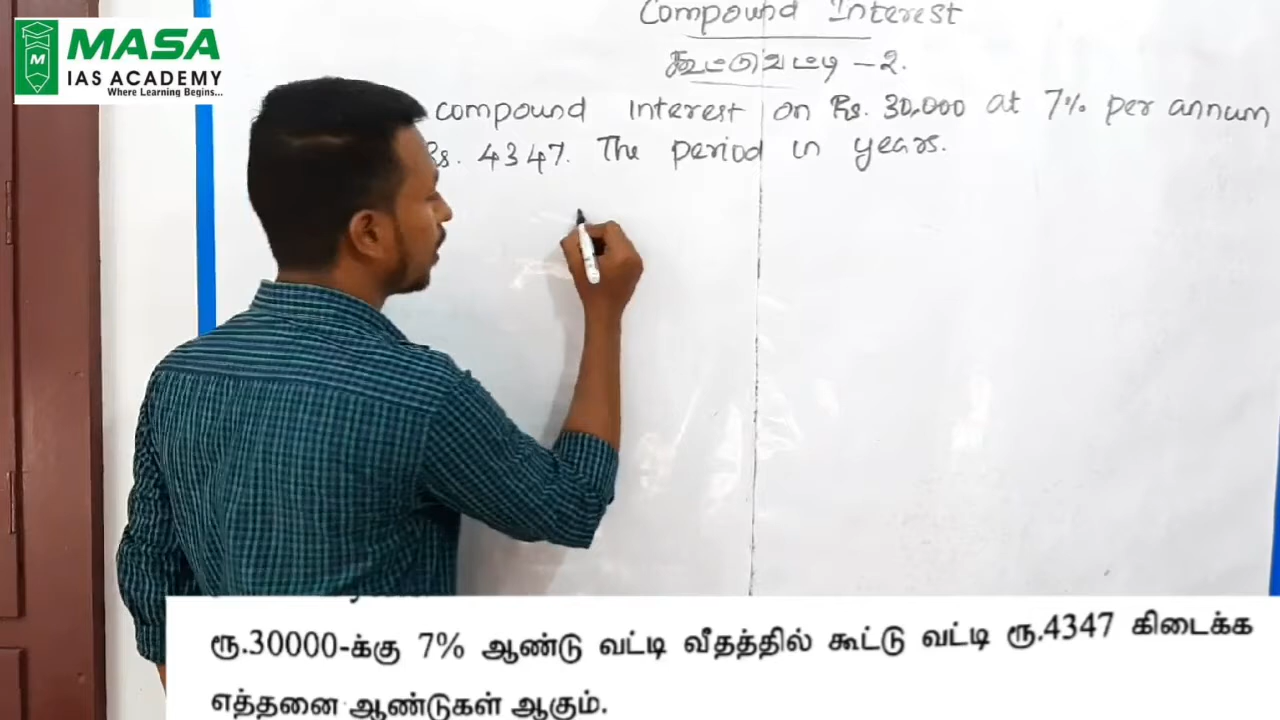 MASA
IAS ACADEMY
Where Learning Begins...
M
Compound Interest
கூட்டுவட்டி - 2.
compound interest on Rs. 30,000 at 7% per annum
Rs. 4347. The period in years.
ரூ.30000-க்கு 7% ஆண்டு வட்டி வீதத்தில் கூட்டு வட்டி ரூ.4347 கிடைக்க
எத்தனை ஆண்டுகள் ஆகும்.